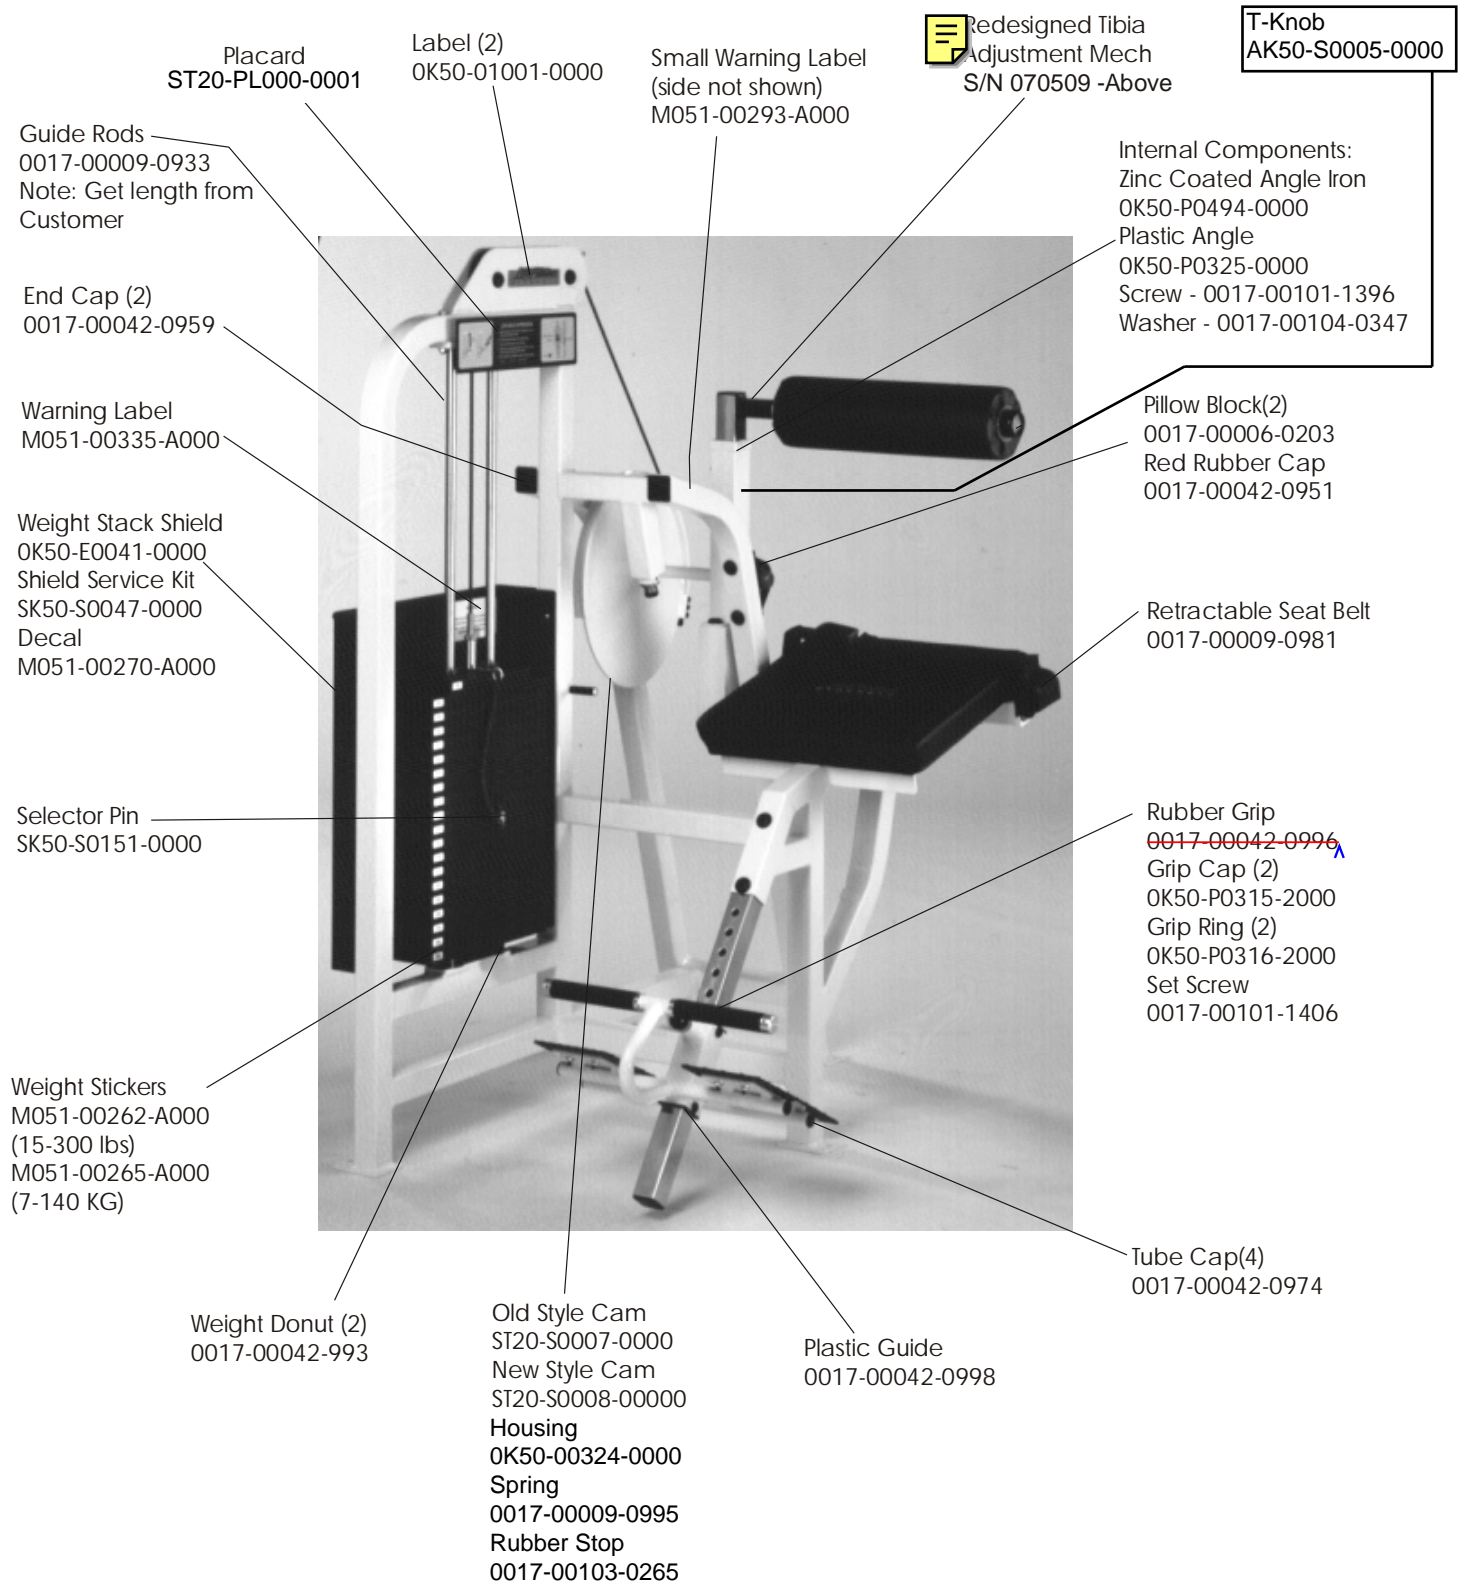 Placard
ST20-PL000-0001
Label (2)
0K50-01001-0000
Small Warning Label
(side not shown)
M051-00293-A000
Redesigned Tibia
Adjustment Mech
S/N 070509 -Above
T-Knob
AK50-S0005-0000
Guide Rods
0017-00009-0933
Note: Get length from
Customer
End Cap (2)
0017-00042-0959
Warning Label
M051-00335-A000
Weight Stack Shield
0K50-E0041-0000
Shield Service Kit
SK50-S0047-0000
Decal
M051-00270-A000
Selector Pin
SK50-S0151-0000
Weight Stickers
M051-00262-A000
(15-300 lbs)
M051-00265-A000
(7-140 KG)
Weight Donut (2)
0017-00042-993
Old Style Cam
ST20-S0007-0000
New Style Cam
ST20-S0008-00000
Housing
0K50-00324-0000
Spring
0017-00009-0995
Rubber Stop
0017-00103-0265
Plastic Guide
0017-00042-0998
Tube Cap(4)
0017-00042-0974
Internal Components:
Zinc Coated Angle Iron
0K50-P0494-0000
Plastic Angle
0K50-P0325-0000
Screw - 0017-00101-1396
Washer - 0017-00104-0347
Pillow Block(2)
0017-00006-0203
Red Rubber Cap
0017-00042-0951
Retractable Seat Belt
0017-00009-0981
Rubber Grip
0017-00042-0996
Grip Cap (2)
0K50-P0315-2000
Grip Ring (2)
0K50-P0316-2000
Set Screw
0017-00101-1406